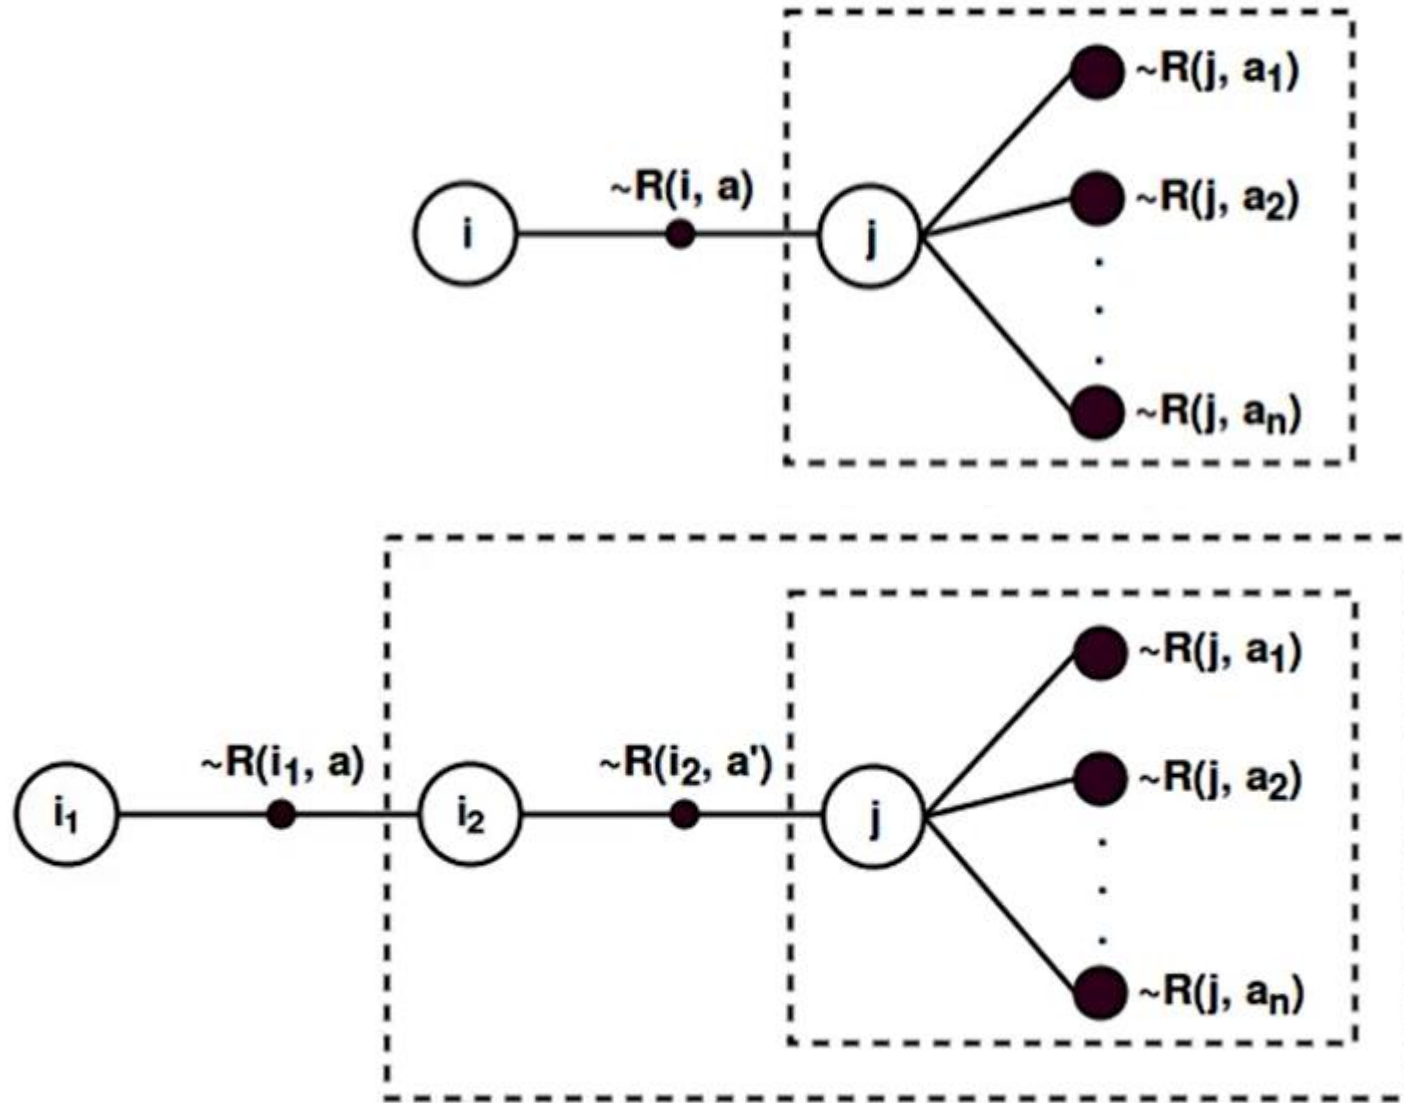 ~R(j, a1)
~R(i, a)
~R(j, a2)
i
j
.
.
.
~R(j, an)
~R(j, a1)
~R(i1, a)
~R(i2, a')
~R(j, a2)
i1
i2
j
.
.
.
~R(j, an)